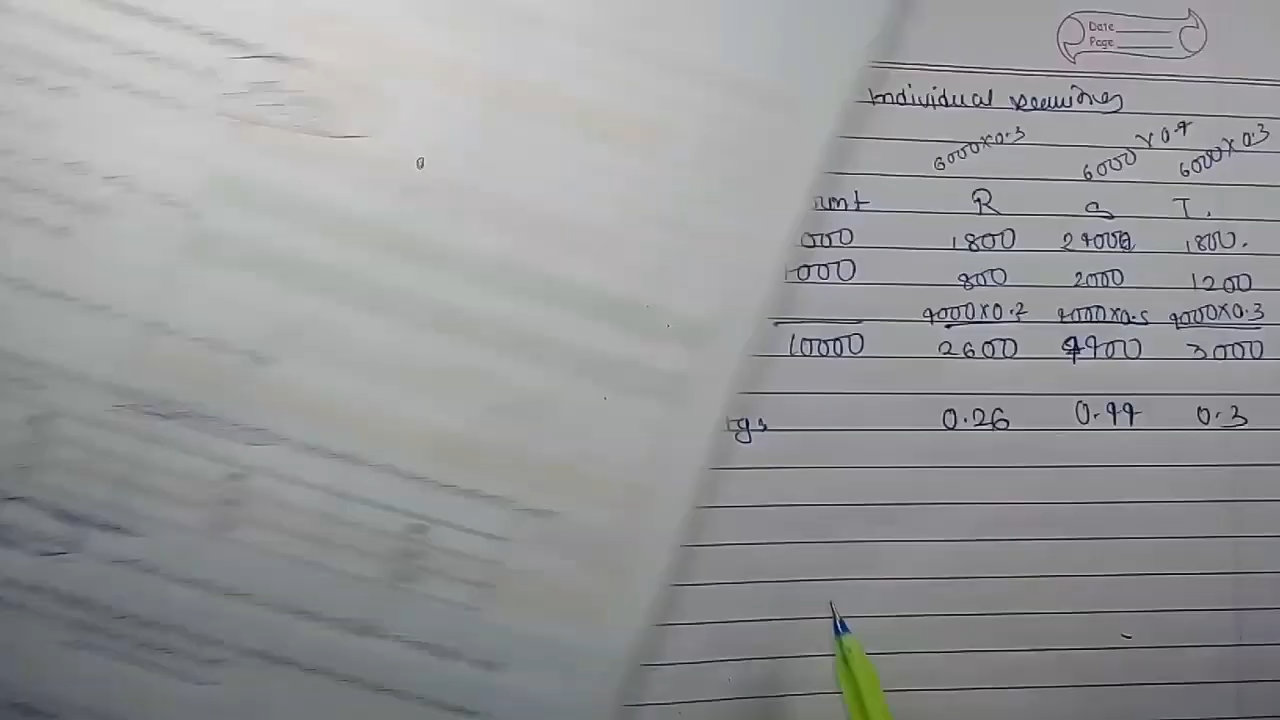 Date
Page
Individual securities
6000×0.3 6000×0.4 6000×0.3
R S T.
000 1800 2400 1800.
000 800 2000 1200
4000×0.2 4000×0.5 4000×0.3
10000 2600 4400 3000
0.26 0.44 0.3